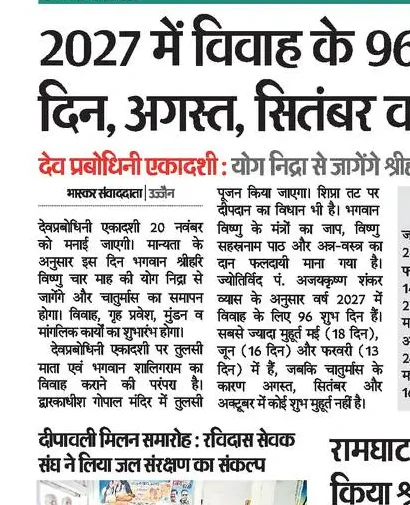 2027 में विवाह के 96
दिन, अगस्त, सितंबर व
देव प्रबोधिनी एकादशी : योग निद्रा से जागेंगे
भास्कर संवाददाता | उज्जैन
देवप्रबोधिनी एकादशी 20 नवंबर
को मनाई जाएगी। मान्यता के
अनुसार इस दिन भगवान श्रीहरि
विष्णु चार माह की योग निद्रा से
जागेंगे और चातुर्मास का समापन
होगा। विवाह, गृह प्रवेश, मुंडन व
मांगलिक कार्यों का शुभारंभ होगा।
देवप्रबोधिनी एकादशी पर तुलसी
माता एवं भगवान शालिगराम का
विवाह कराने की परंपरा है।
द्वारकाधीश गोपाल मंदिर में तुलसी
पूजन किया जाएगा। शिप्रा तट पर
दीपदान का विधान भी है। भगवान
विष्णु के मंत्रों का जाप, विष्णु
सहस्रनाम पाठ और अन्न-वस्त्र का
दान फलदायी माना गया है।
ज्योतिर्विद पं. अजयकृष्ण शंकर
व्यास के अनुसार वर्ष 2027 में
विवाह के लिए 96 शुभ दिन हैं।
सबसे ज्यादा मुहूर्त मई (18 दिन),
जून (16 दिन) और फरवरी (13
दिन) में हैं, जबकि चातुर्मास के
कारण अगस्त, सितंबर और
अक्टूबर में कोई शुभ मुहूर्त नहीं है।
दीपावली मिलन समारोह : रविदास सेवक
संघ ने लिया जल संरक्षण का संकल्प
रामघाट
किया